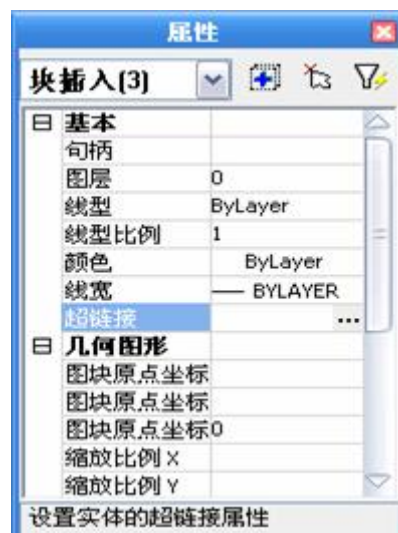 属性
块插入(3)
基本
句柄
图层 0
线型 ByLayer
线型比例 1
颜色 ByLayer
线宽 BYLAYER
超链接 ...
几何图形
图块原点坐标
图块原点坐标
图块原点坐标 0
缩放比例 X
缩放比例 Y
设置实体的超链接属性